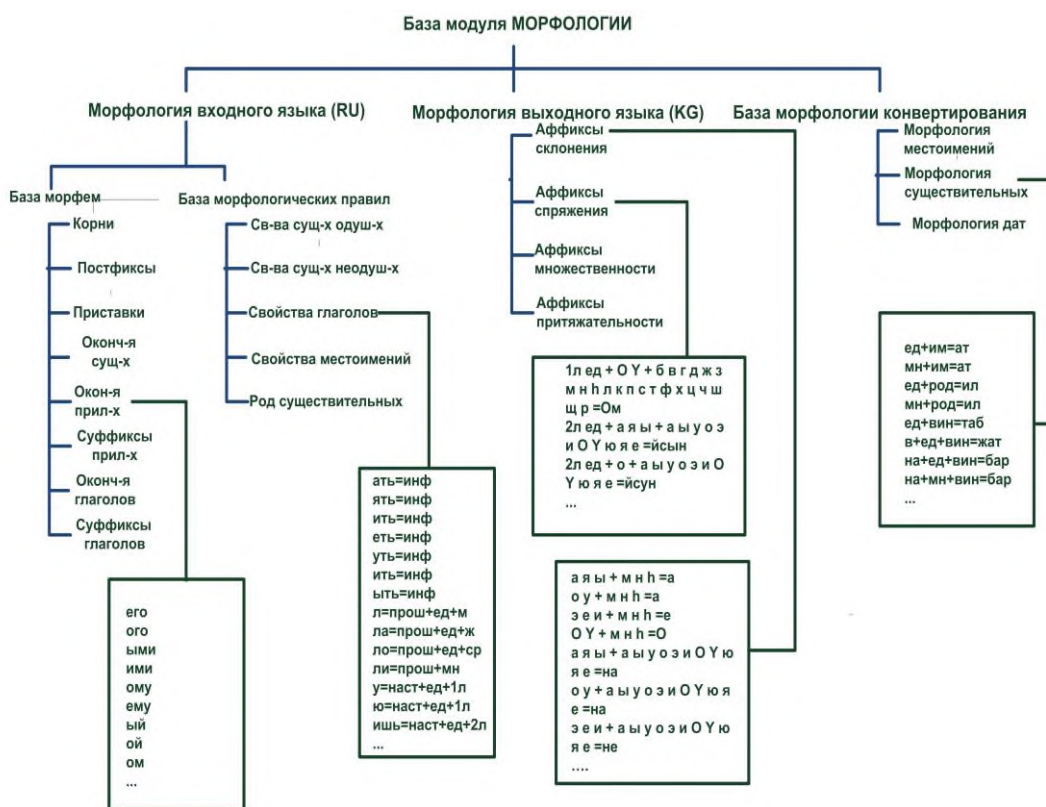 База модуля МОРФОЛОГИИ
Морфология входного языка (RU)
База морфем
Корни
Постфиксы
Приставки
Оконч-я
сущ-х
Окон-я
прил-х
Суффиксы
прил-х
Оконч-я
глаголов
Суффиксы
глаголов
его
ого
ыми
ими
ому
ему
ый
ой
ом
...
База морфологических правил
Св-ва сущ-х одуш-х
Св-ва сущ-х неодуш-х
Свойства глаголов
Свойства местоимений
Род существительных
ать=инф
ять=инф
ить=инф
еть=инф
уть=инф
ить=инф
ыть=инф
л=прош+ед+м
ла=прош+ед+ж
ло=прош+ед+ср
ли=прош+мн
у=наст+ед+1л
ю=наст+ед+1л
ишь=наст+ед+2л
...
Морфология выходного языка (KG)
Аффиксы
склонения
Аффиксы
спряжения
Аффиксы
множественности
Аффиксы
притяжательности
1л ед + О Y + б в г д ж з
м н h л к п с т ф х ц ч ш
щ р =Ом
2л ед + а я ы + а ы у о э
и О Y ю я е =йсын
2л ед + о + а ы у о э и О
Y ю я е =йсун
...
а я ы + м н h =а
о у + м н h =а
э е и + м н h =е
О Y + м н h =О
а я ы + а ы у о э и О Y ю
я е =на
о у + а ы у о э и О Y ю я
е =на
э е и + а ы у о э и О Y ю
я е =не
....
База морфологии конвертирования
Морфология
местоимений
Морфология
существительных
Морфология дат
ед+им=ат
мн+им=ат
ед+род=ил
мн+род=ил
ед+вин=таб
в+ед+вин=жат
на+ед+вин=бар
на+мн+вин=бар
...